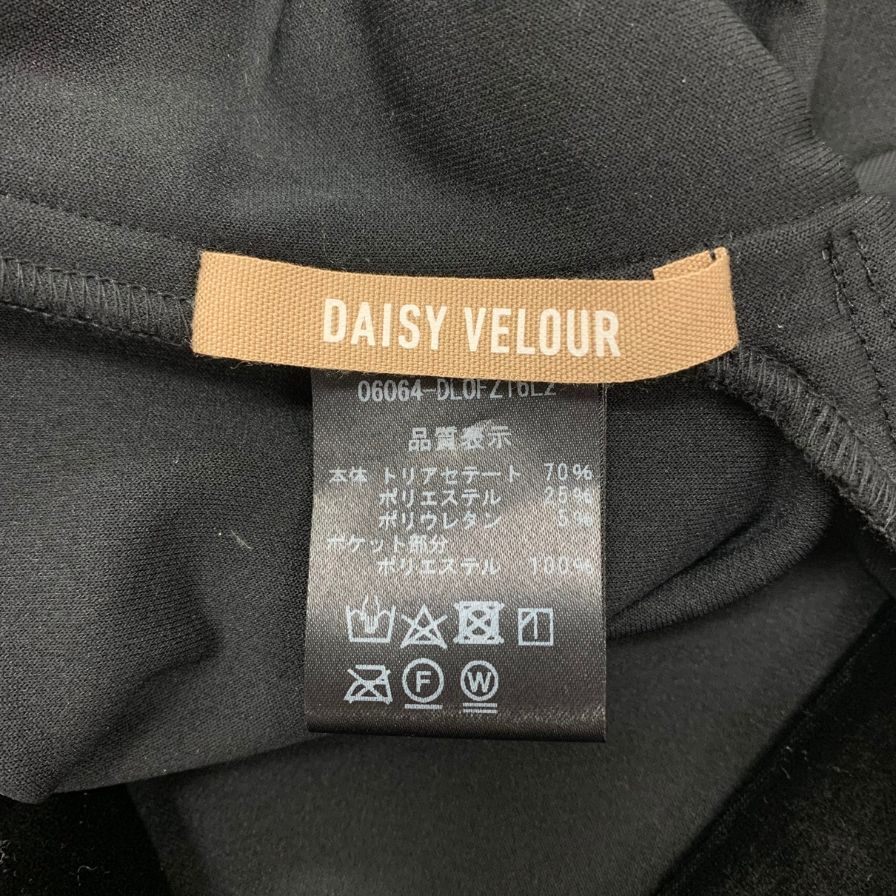 DAISY VELOUR
品質表示
本体 トリアセテート 70%
ポリエステル 25%
ポリウレタン 5%
ポケット部分
ポリエステル 100%
F W